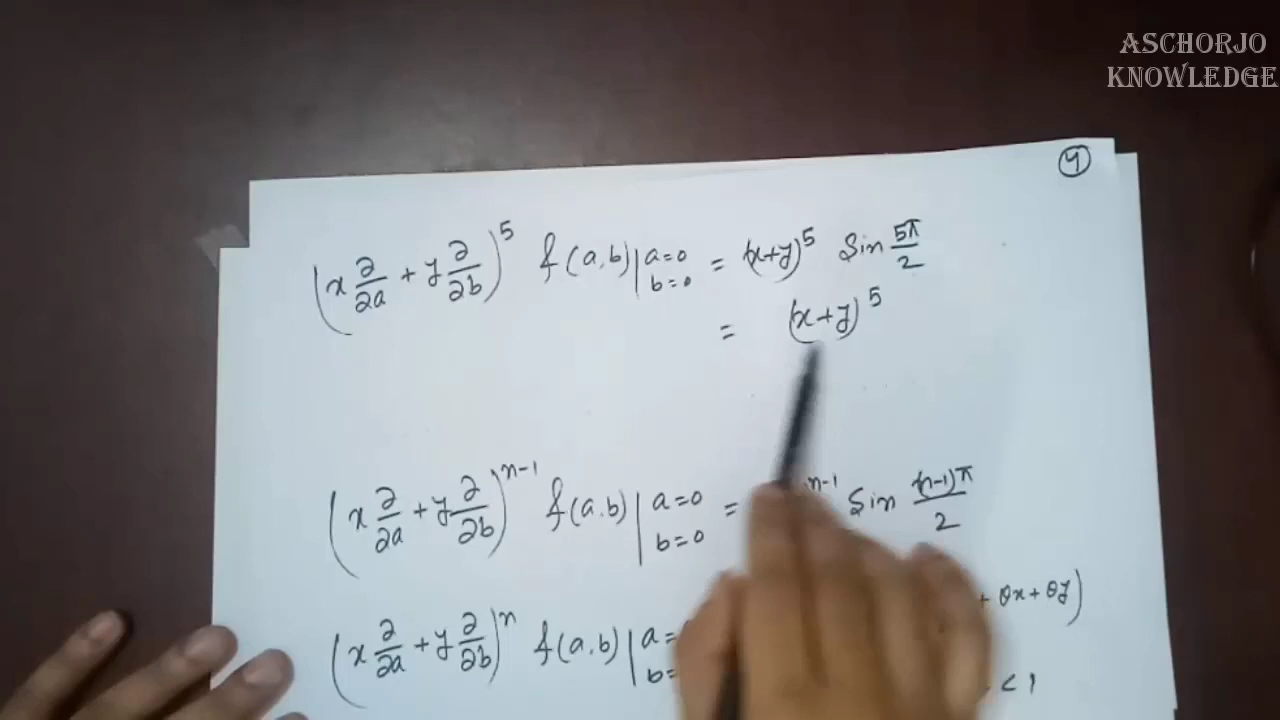 ASCHORJO
KNOWLEDGE
4
(x ∂/∂a + y ∂/∂b)^5 f(a,b)|a=0 b=0 = (x+y)^5 Sin 5π/2
= (x+y)^5
(x ∂/∂a + y ∂/∂b)^n-1 f(a.b)|a=0 b=0 = n-1 Sin (n-1)π/2
(x ∂/∂a + y ∂/∂b)^n f(a,b)|a= b= + θx + θy)
< 1